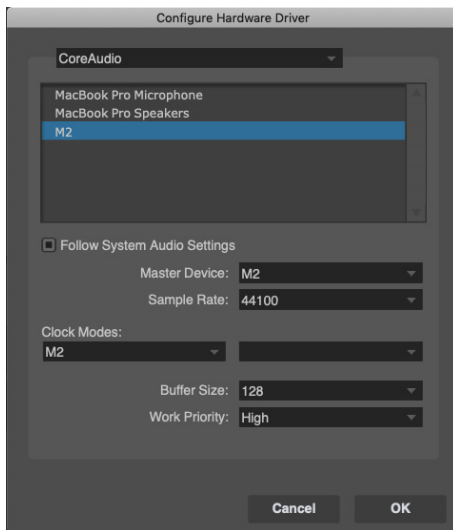 Configure Hardware Driver
CoreAudio
MacBook Pro Microphone
MacBook Pro Speakers
M2
Follow System Audio Settings
Master Device: M2
Sample Rate: 44100
Clock Modes:
M2
Buffer Size: 128
Work Priority: High
Cancel OK